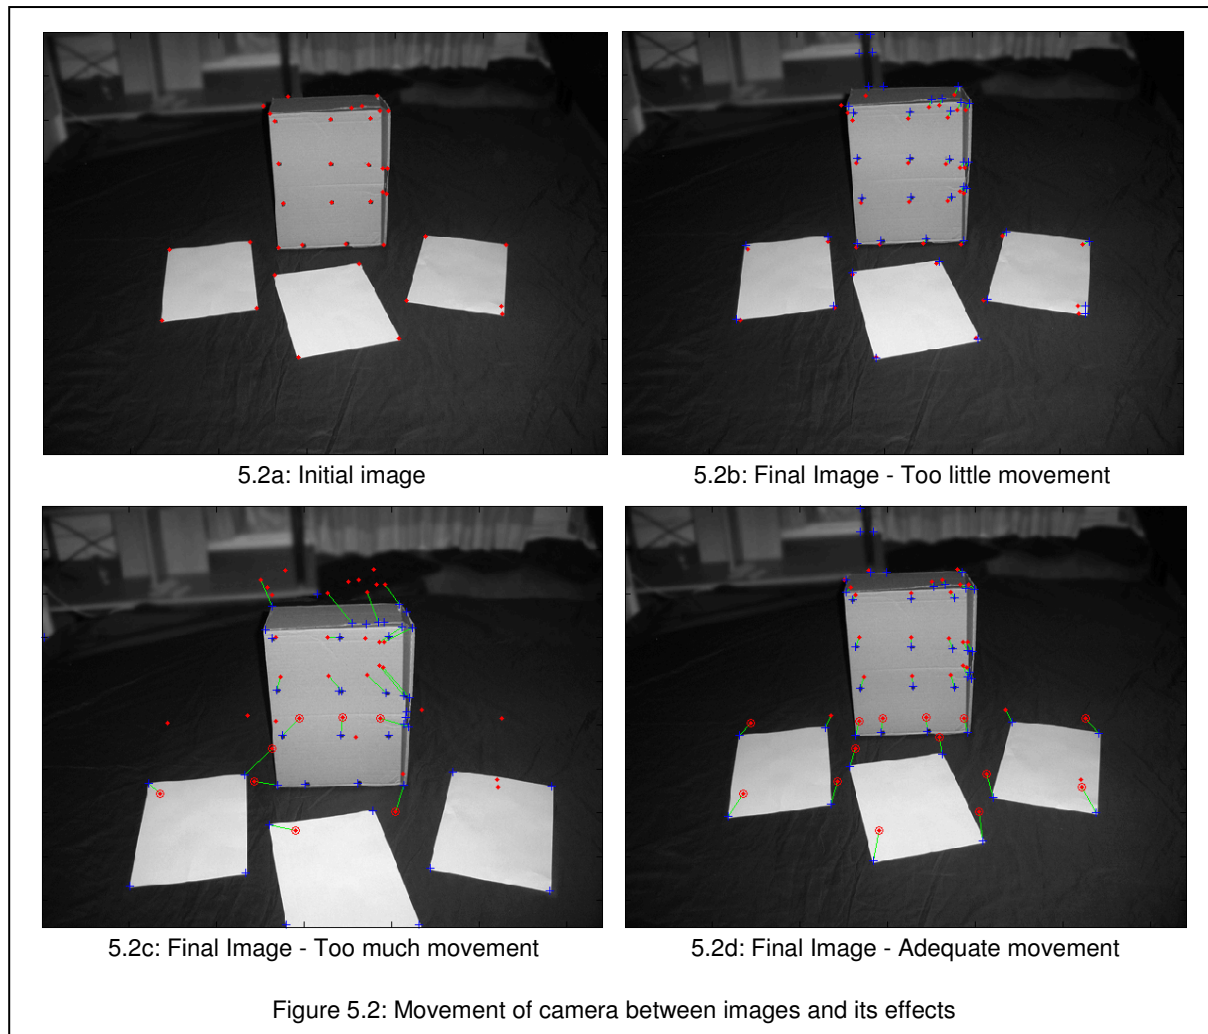 5.2a: Initial image
5.2b: Final Image - Too little movement
5.2c: Final Image - Too much movement
5.2d: Final Image - Adequate movement
Figure 5.2: Movement of camera between images and its effects